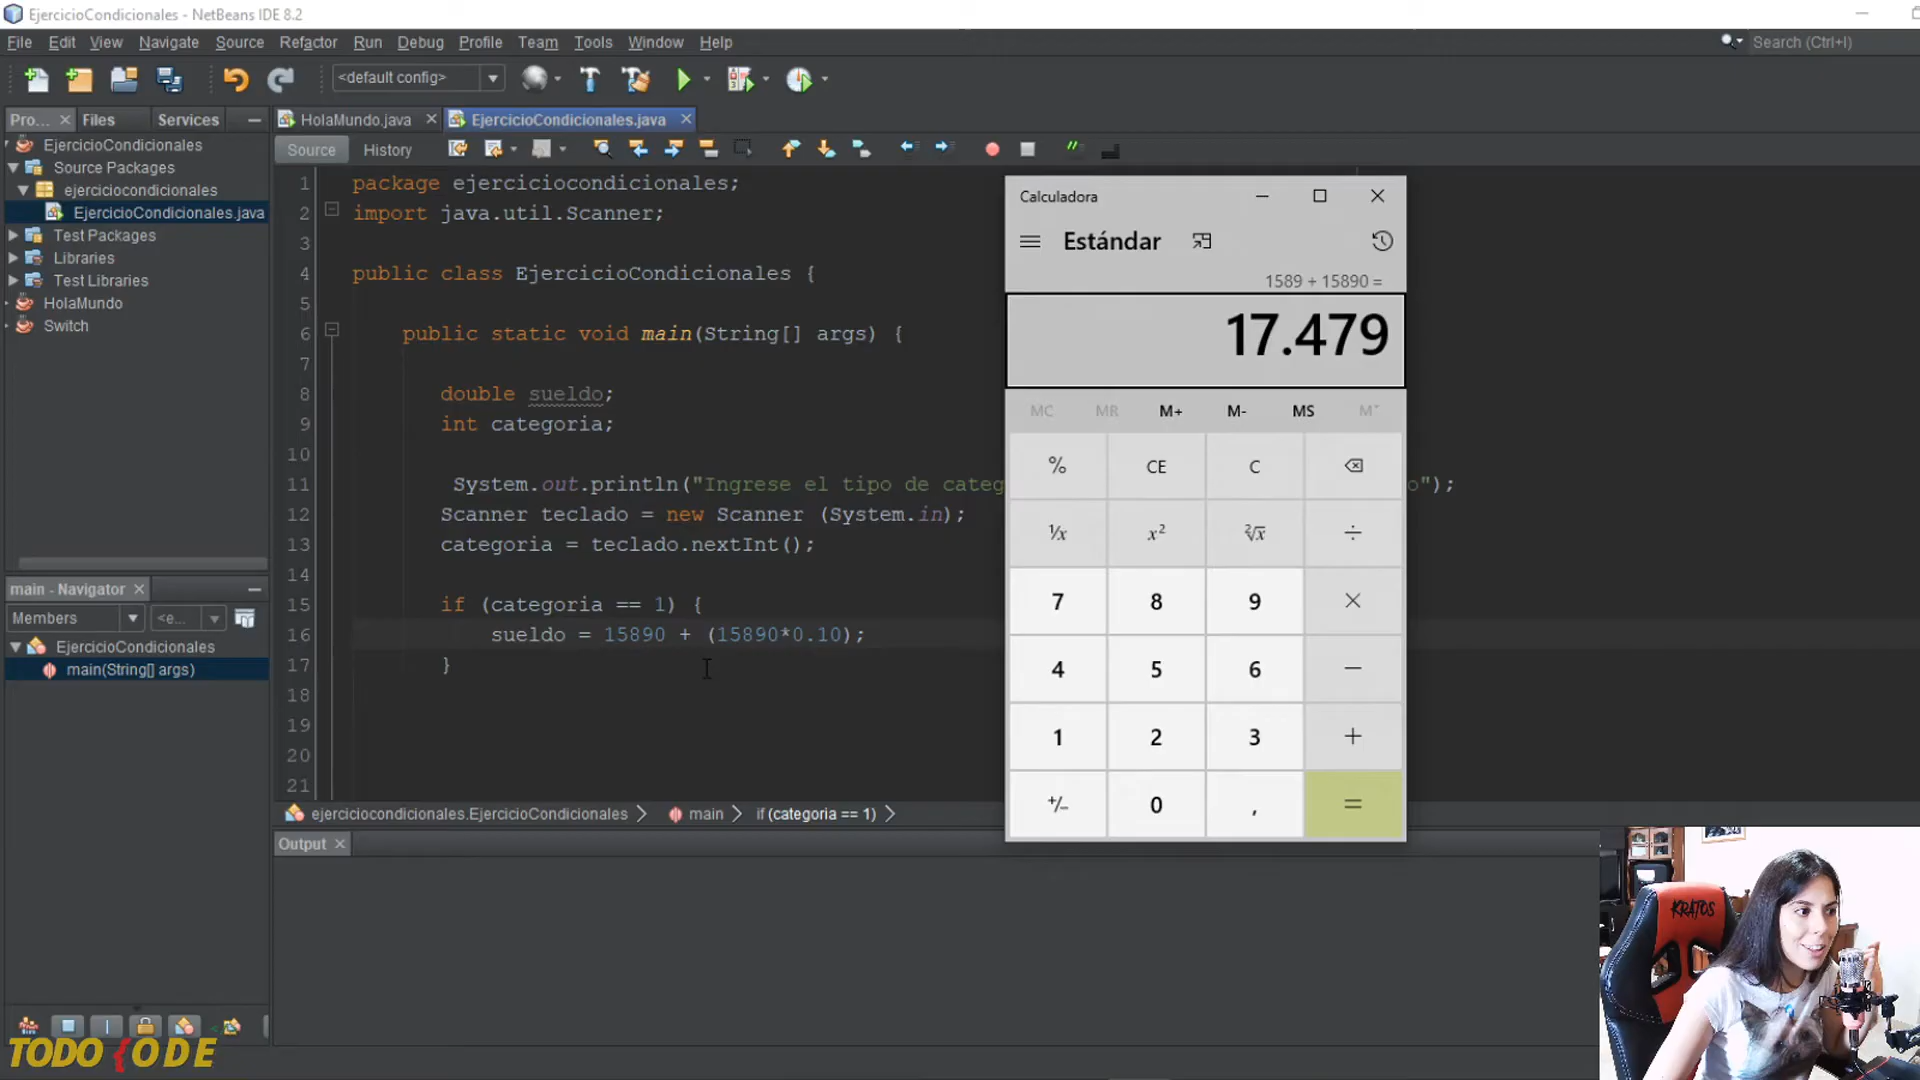 EjercicioCondicionales - NetBeans IDE 8.2
File Edit View Navigate Source Refactor Run Debug Profile Team Tools Window Help
Search (Ctrl+I)
<default config>
Pro... Files Services
HolaMundo.java EjercicioCondicionales.java
Source History
EjercicioCondicionales
Source Packages
ejerciciocondicionales
EjercicioCondicionales.java
Test Packages
Libraries
Test Libraries
HolaMundo
Switch
1 package ejerciciocondicionales;
2 import java.util.Scanner;
3
4 public class EjercicioCondicionales {
5
6 public static void main(String[] args) {
7
8 double sueldo;
9 int categoria;
10
11 System.out.println("Ingrese el tipo de categ o");
12 Scanner teclado = new Scanner (System.in);
13 categoria = teclado.nextInt();
14
15 if (categoria == 1) {
16 sueldo = 15890 + (15890*0.10);
17 }
18
19
20
21
Calculadora
Estándar
1589 + 15890 =
17.479
MC MR M+ M- MS M˅
% CE C
⅟x x² ²√x ÷
7 8 9 ×
4 5 6 −
1 2 3 +
+/− 0 , =
main - Navigator
Members <e...
EjercicioCondicionales
main(String[] args)
ejerciciocondicionales.EjercicioCondicionales main if (categoria == 1)
Output
KRATOS
TODO {ODE